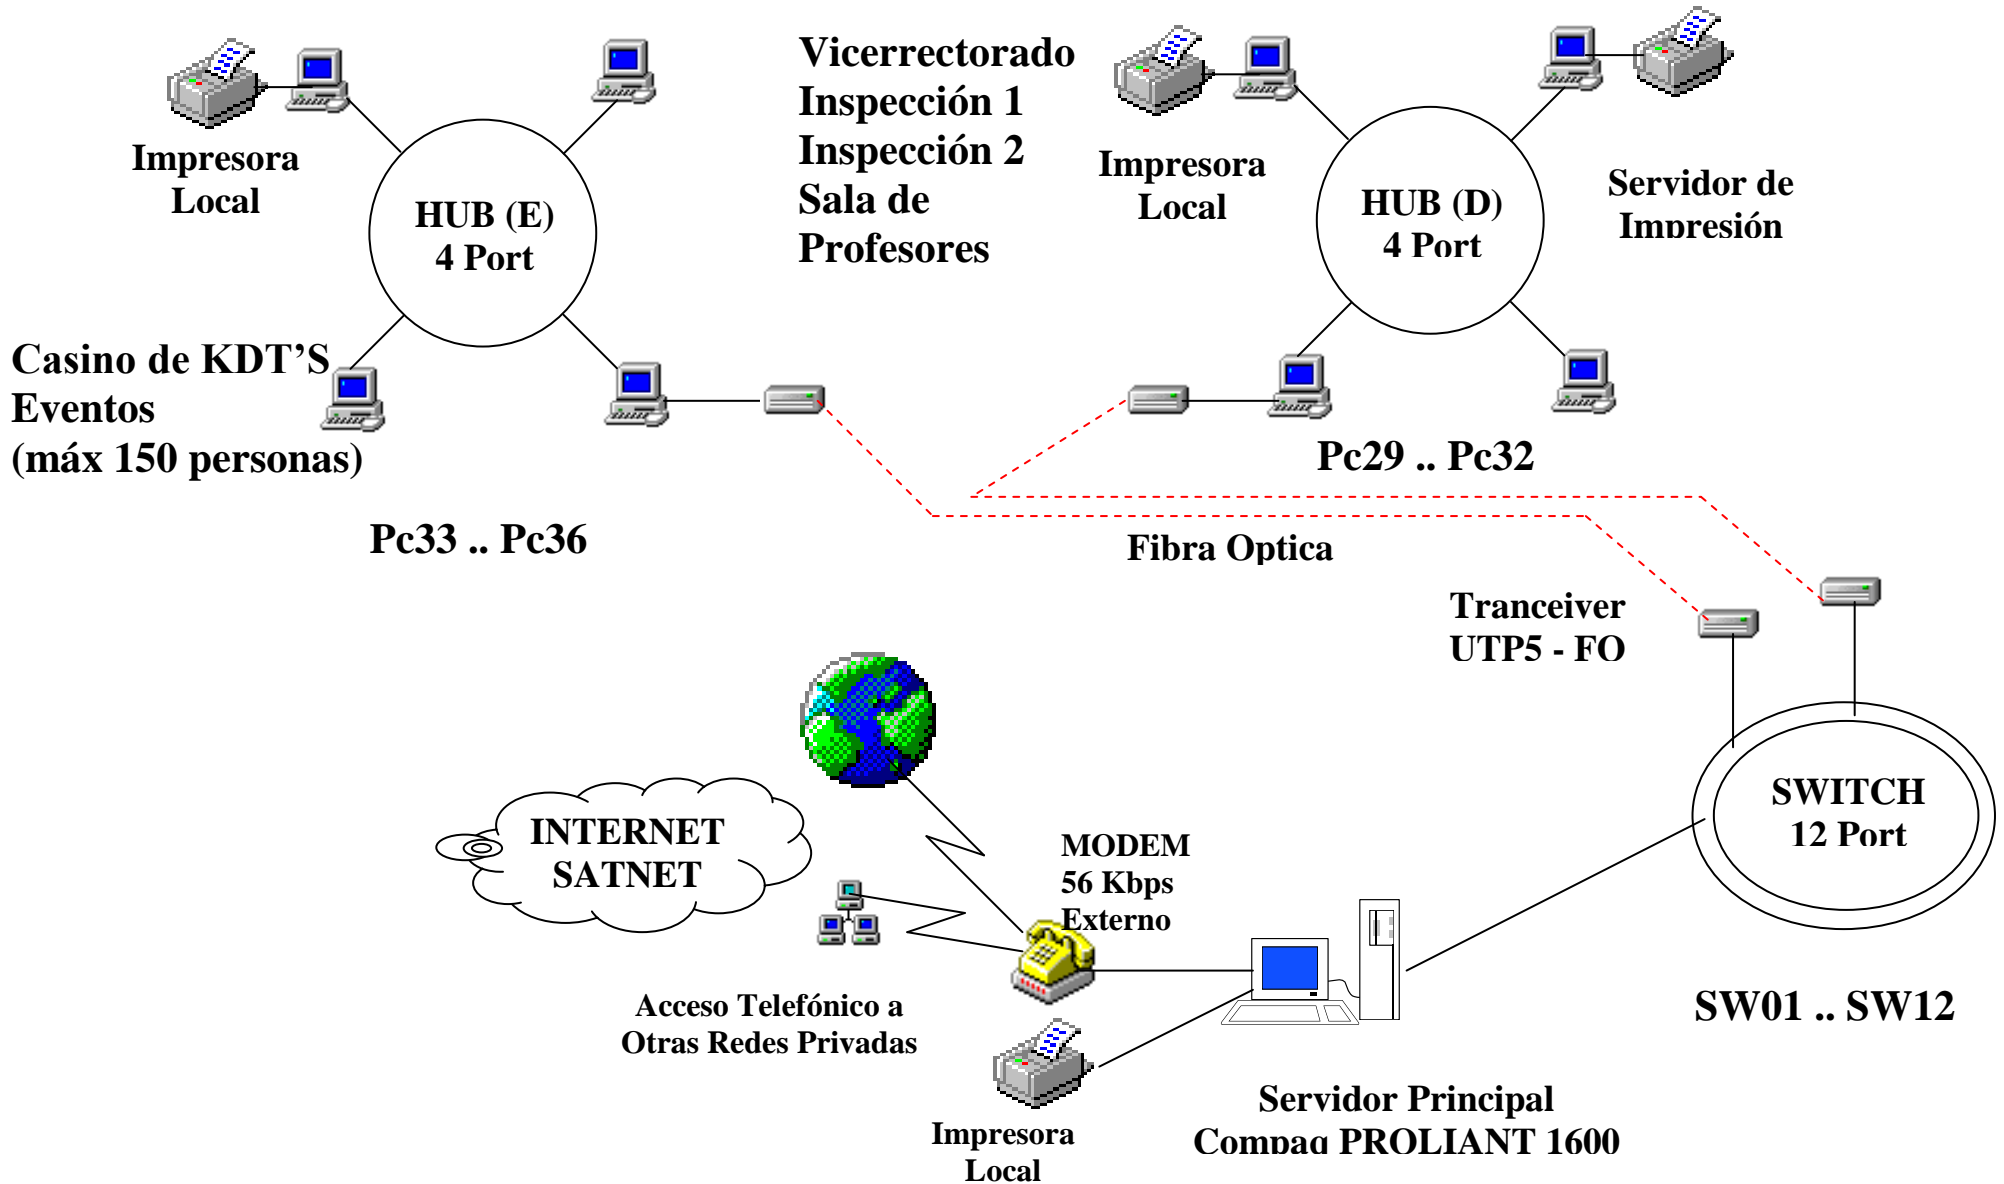 Vicerrectorado
Inspección 1
Inspección 2
Sala de
Profesores
Impresora
Local
HUB (E)
4 Port
Impresora
Local
HUB (D)
4 Port
Servidor de
Impresión
Casino de KDT’S
Eventos
(máx 150 personas)
Pc33 .. Pc36
Pc29 .. Pc32
Fibra Optica
Tranceiver
UTP5 - FO
SWITCH
12 Port
SW01 .. SW12
INTERNET
SATNET
MODEM
56 Kbps
Externo
Acceso Telefónico a
Otras Redes Privadas
Impresora
Local
Servidor Principal
Compaq PROLIANT 1600